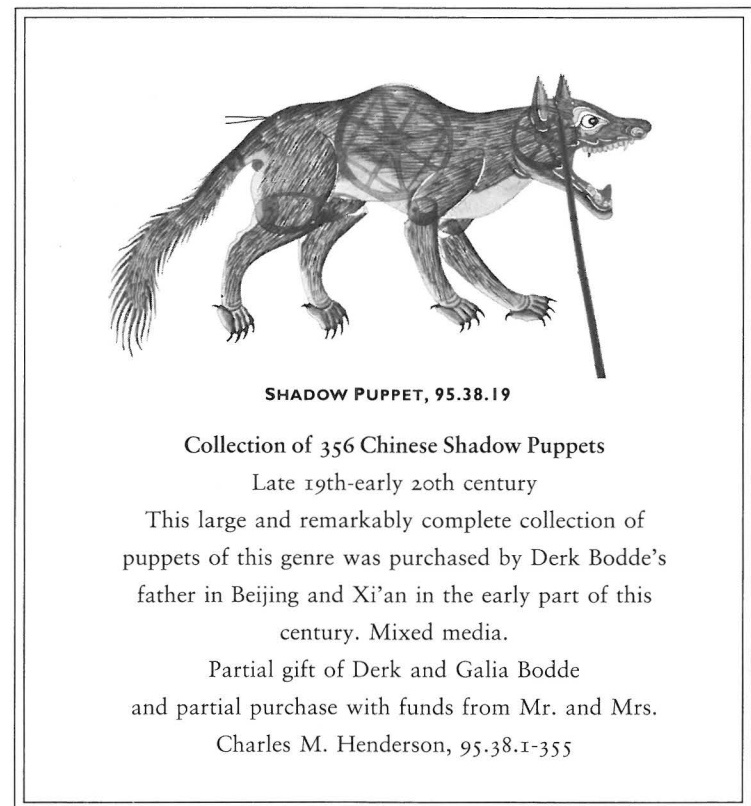 SHADOW PUPPET, 95.38.19
Collection of 356 Chinese Shadow Puppets
Late 19th-early 20th century
This large and remarkably complete collection of
puppets of this genre was purchased by Derk Bodde's
father in Beijing and Xi'an in the early part of this
century. Mixed media.
Partial gift of Derk and Galia Bodde
and partial purchase with funds from Mr. and Mrs.
Charles M. Henderson, 95.38.1-355